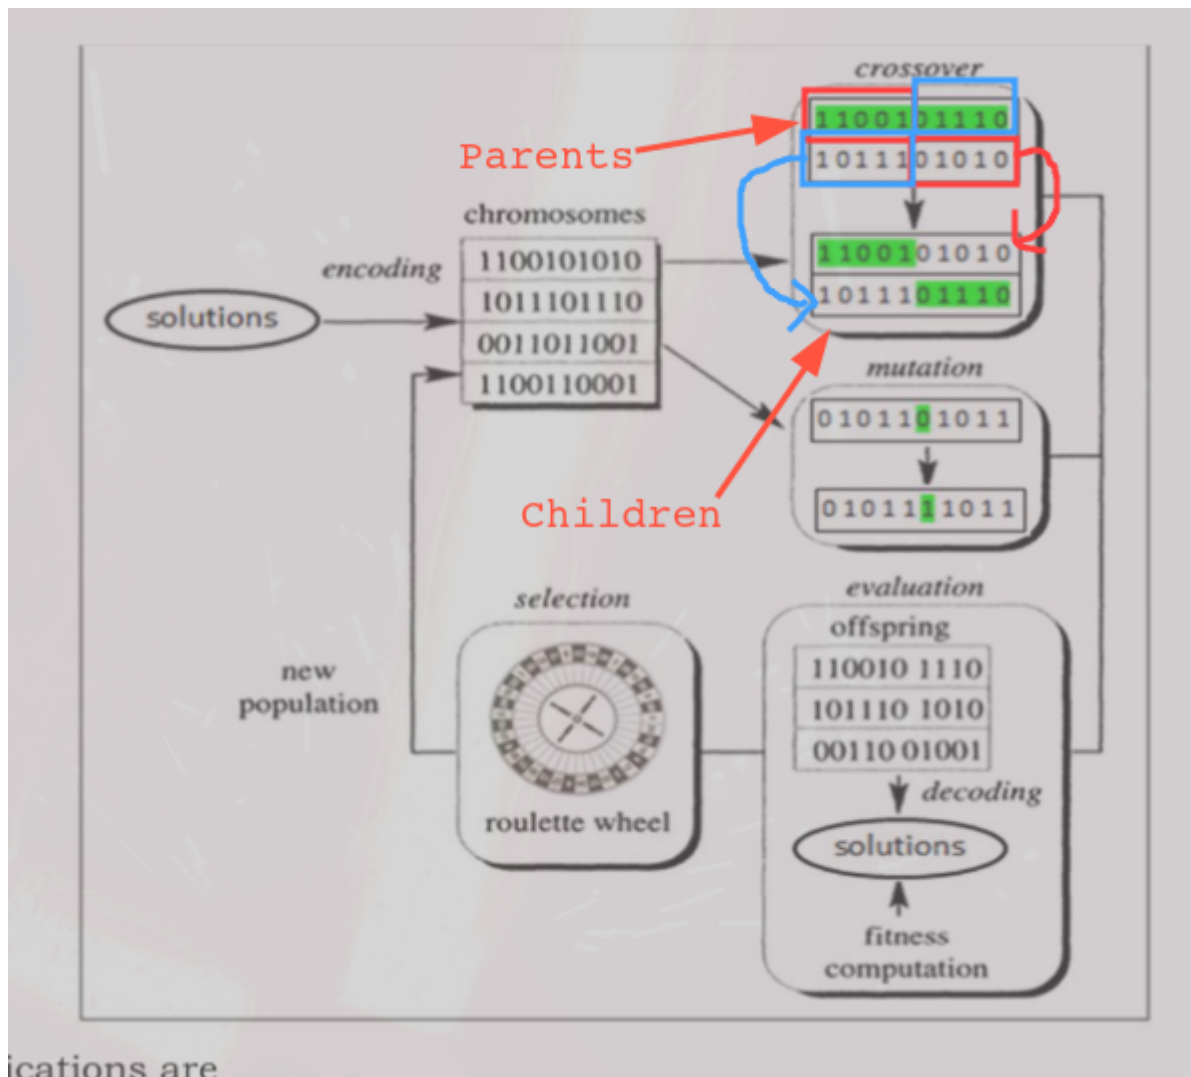 crossover
1100101110
1011101010
Parents
1100101010
1011101110
chromosomes
encoding
1100101010
1011101110
0011011001
1100110001
solutions
Children
mutation
0101101011
0101111011
evaluation
offspring
110010 1110
101110 1010
00110 01001
decoding
solutions
fitness
computation
selection
roulette wheel
new
population
ications are